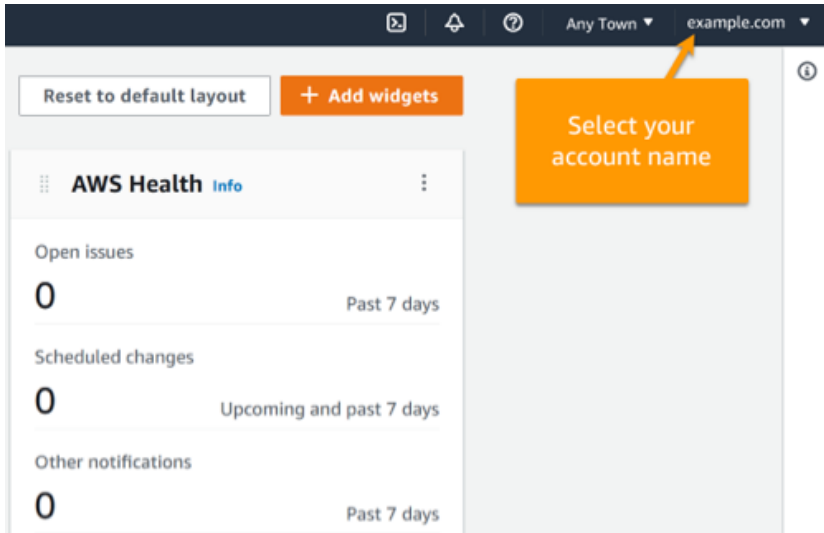 Any Town ▼ example.com ▼
Reset to default layout + Add widgets
Select your
account name
AWS Health Info
Open issues
0 Past 7 days
Scheduled changes
0 Upcoming and past 7 days
Other notifications
0 Past 7 days